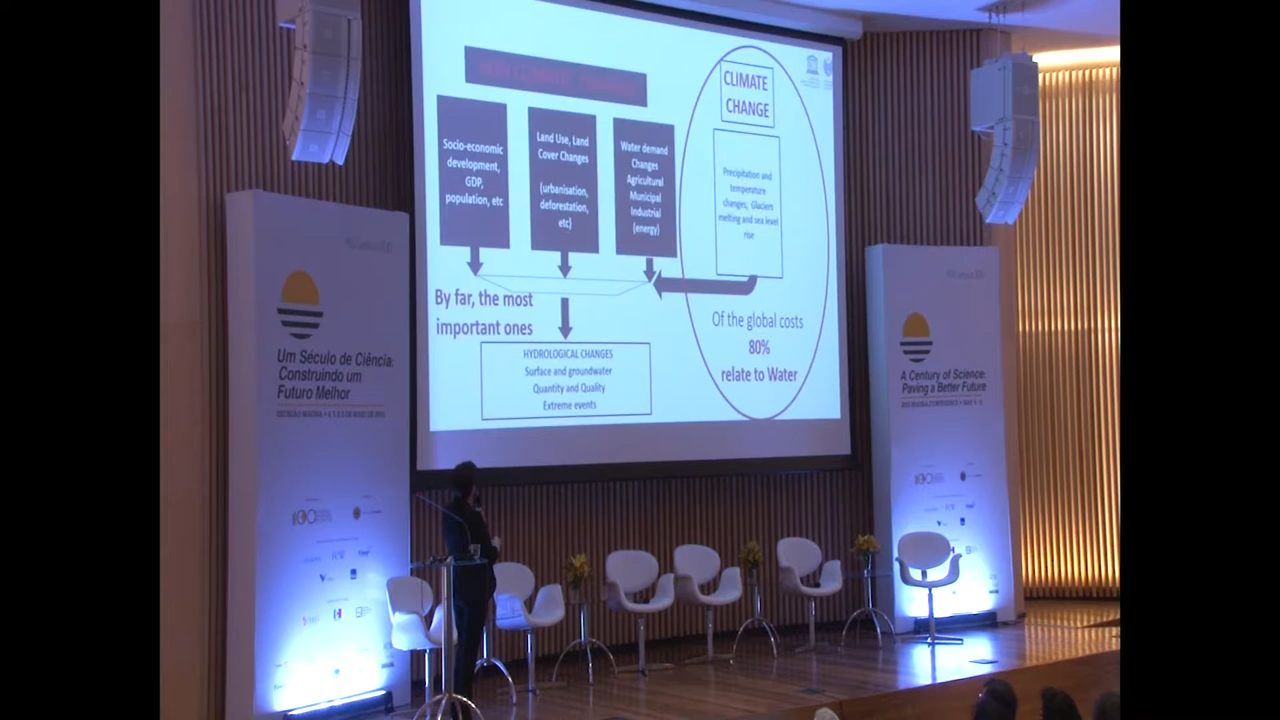 CLIMATE
CHANGE
Socio-economic
development,
GDP,
population, etc
Land Use, Land
Cover Changes
(urbanisation,
deforestation,
etc)
Water demand
Changes
Agricultural
Municipal
Industrial
(energy)
Precipitation and
temperature
changes, Glaciers
melting and sea level
rise
By far, the most
important ones
Of the global costs
80%
relate to Water
HYDROLOGICAL CHANGES
Surface and groundwater
Quantity and Quality
Extreme events
Um Século de Ciência:
Construindo um
Futuro Melhor
A Century of Science:
Paving a Better Future